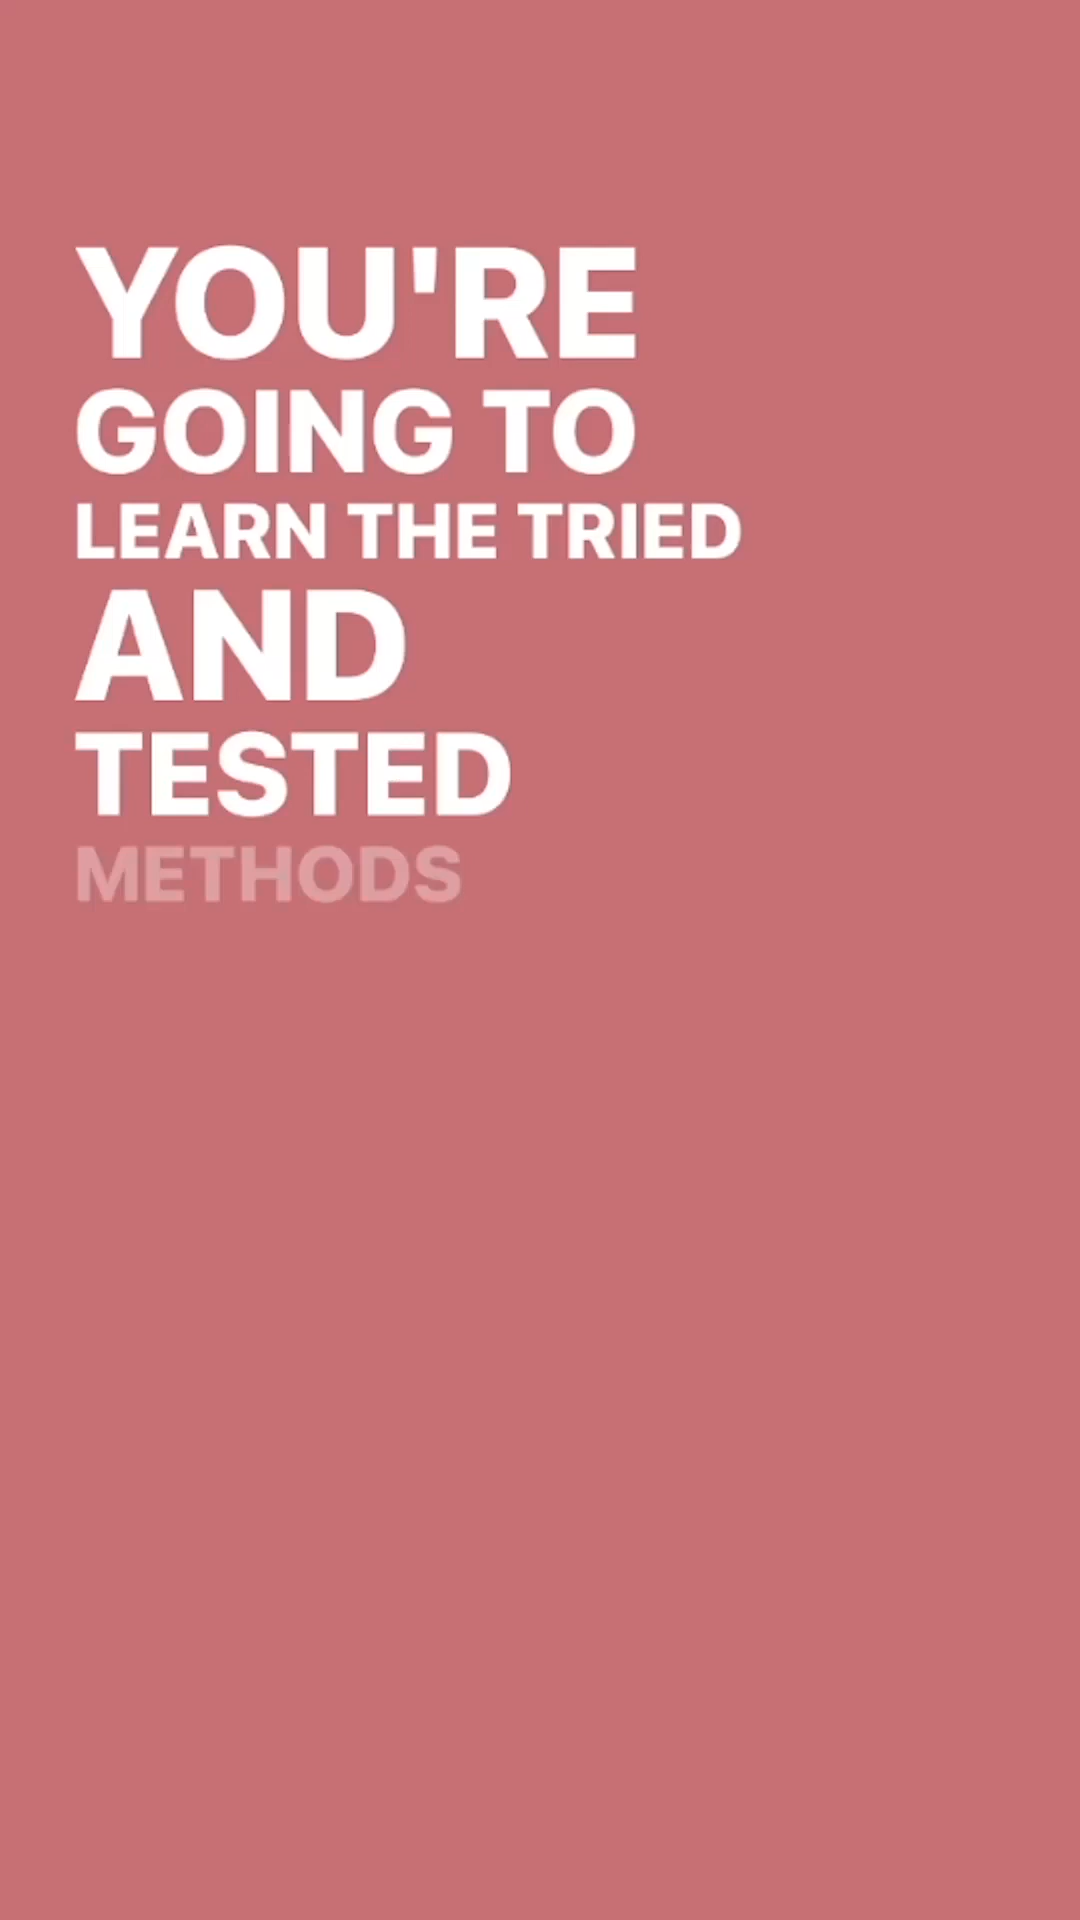 YOU'RE
GOING TO
LEARN THE TRIED
AND
TESTED
METHODS